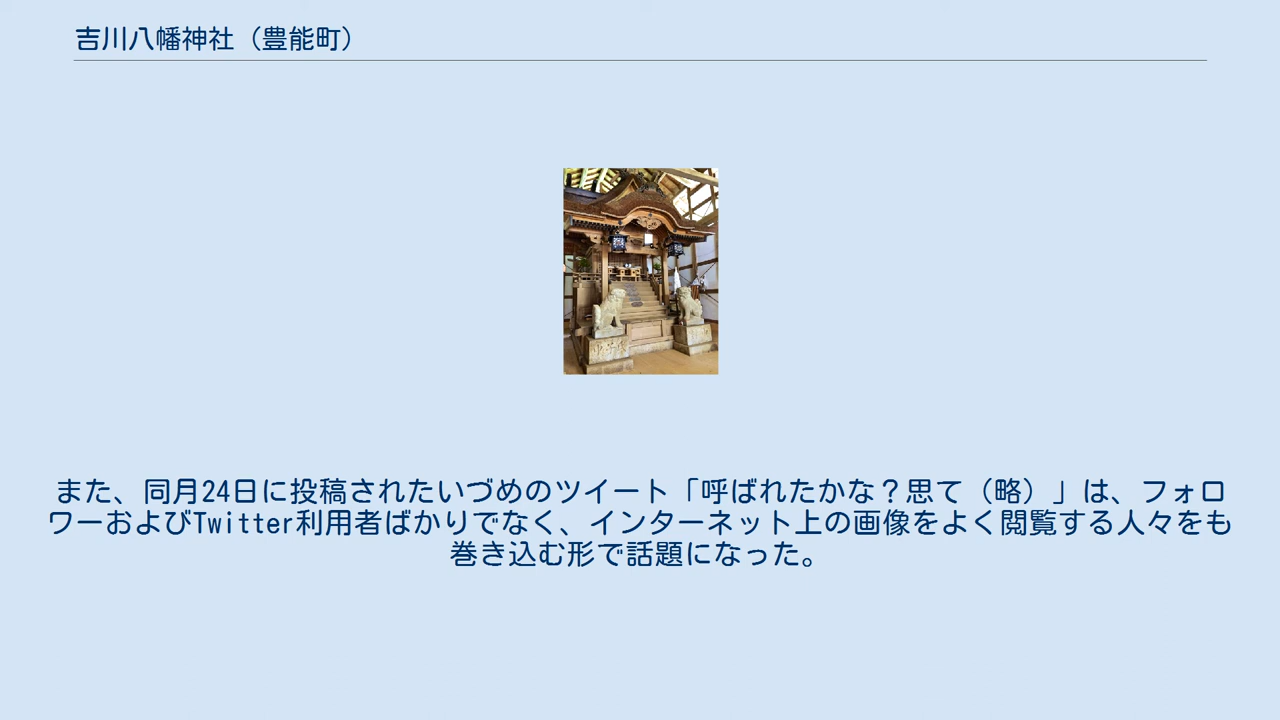 吉川八幡神社（豊能町）
また、同月24日に投稿されたいづめのツイート「呼ばれたかな？思て（略）」は、フォロ
ワーおよびTwitter利用者ばかりでなく、インターネット上の画像をよく閲覧する人々をも
巻き込む形で話題になった。